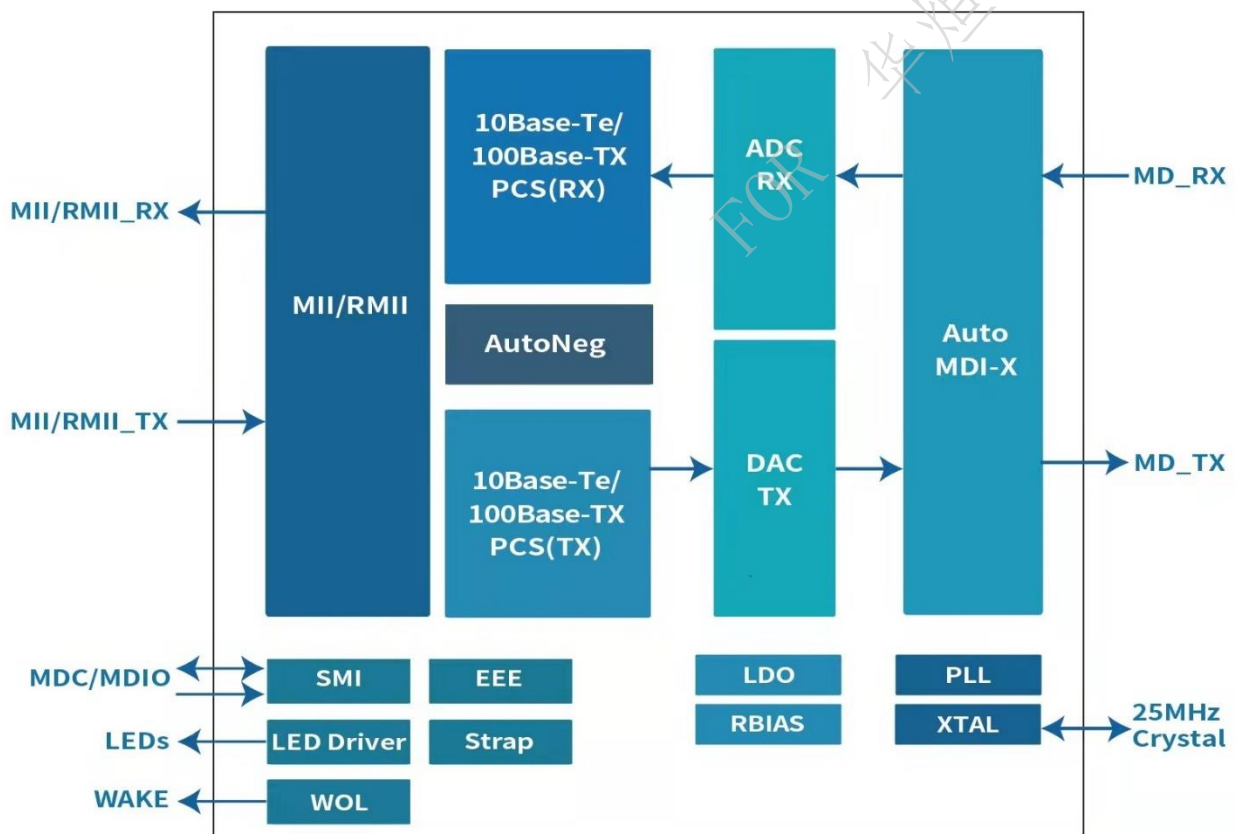 华煌
FOR
10Base-Te/
100Base-TX
PCS(RX)
ADC
RX
MD_RX
MII/RMII_RX
MII/RMII
AutoNeg
Auto
MDI-X
MII/RMII_TX
10Base-Te/
100Base-TX
PCS(TX)
DAC
TX
MD_TX
MDC/MDIO
SMI
EEE
LDO
PLL
LEDs
LED Driver
Strap
RBIAS
XTAL
25MHz
Crystal
WAKE
WOL